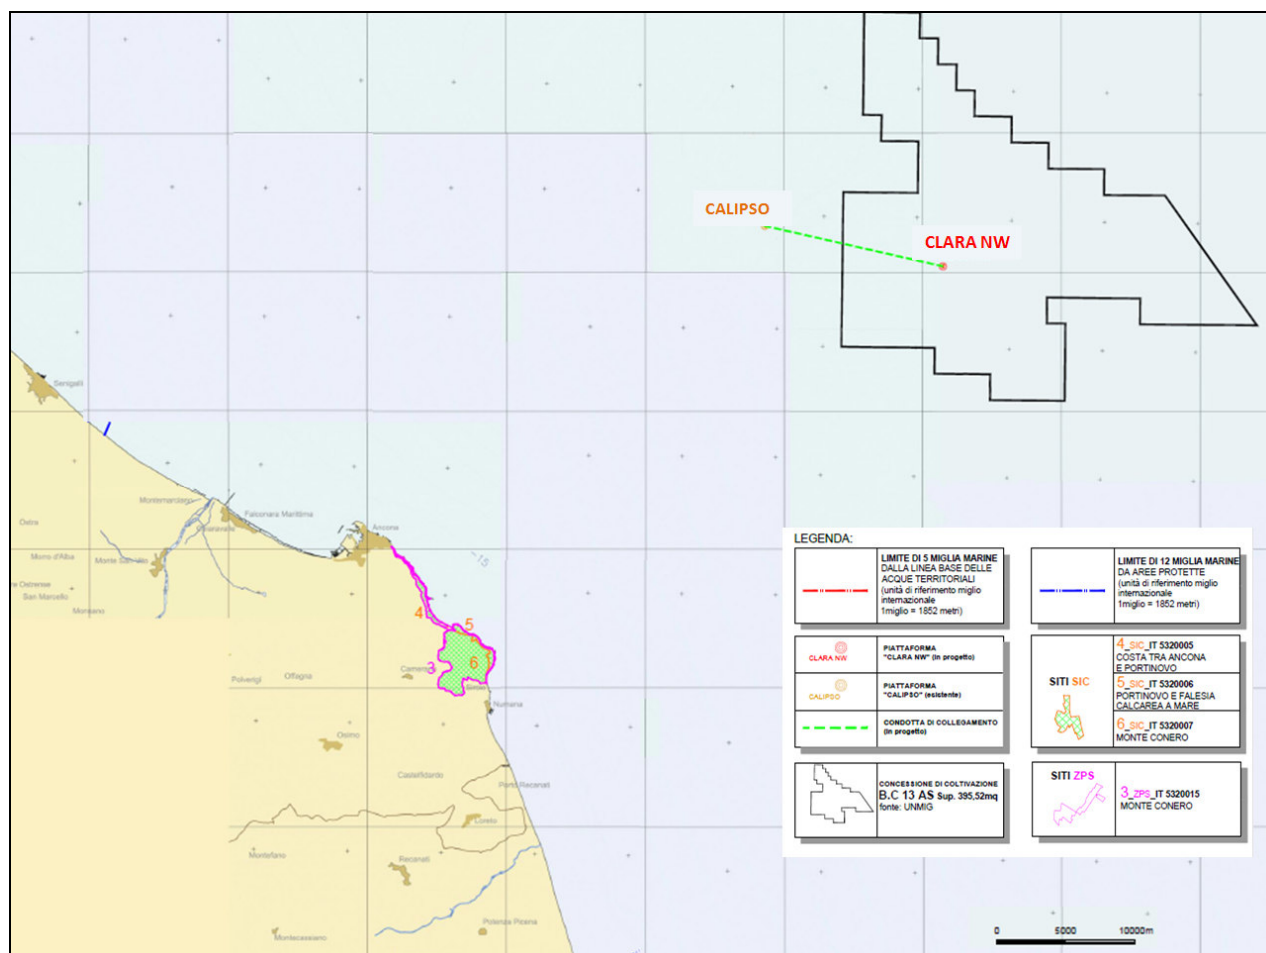 CALIPSO
CLARA NW
Senigalli
Montemarciano
Falconara Marittima
Ancona
Ostra
Chiaravalle
Morro d'Alba
Monte San Vito
re Ostrense
San Marcello
Monsano
-15
4
5
3
6
Camerano
Sirolo
Polverigi
Offagna
Numana
Osimo
Castelfidardo
Porto Recanati
Loreto
Montefano
Recanati
Potenza Picena
Montecassiano
LEGENDA:
LIMITE DI 5 MIGLIA MARINE
DALLA LINEA BASE DELLE
ACQUE TERRITORIALI
(unità di riferimento miglio
internazionale
1miglio = 1852 metri)
LIMITE DI 12 MIGLIA MARINE
DA AREE PROTETTE
(unità di riferimento miglio
internazionale
1miglio = 1852 metri)
CLARA NW
PIATTAFORMA
"CLARA NW" (in progetto)
CALIPSO
PIATTAFORMA
"CALIPSO" (esistente)
CONDOTTA DI COLLEGAMENTO
(in progetto)
SITI SIC
4_SIC_IT 5320005
COSTA TRA ANCONA
E PORTINOVO
5_SIC_IT 5320006
PORTINOVO E FALESIA
CALCAREA A MARE
6_SIC_IT 5320007
MONTE CONERO
CONCESSIONE DI COLTIVAZIONE
B.C 13 AS Sup. 395,52mq
fonte: UNMIG
SITI ZPS
3_ZPS_IT 5320015
MONTE CONERO
0 5000 10000m